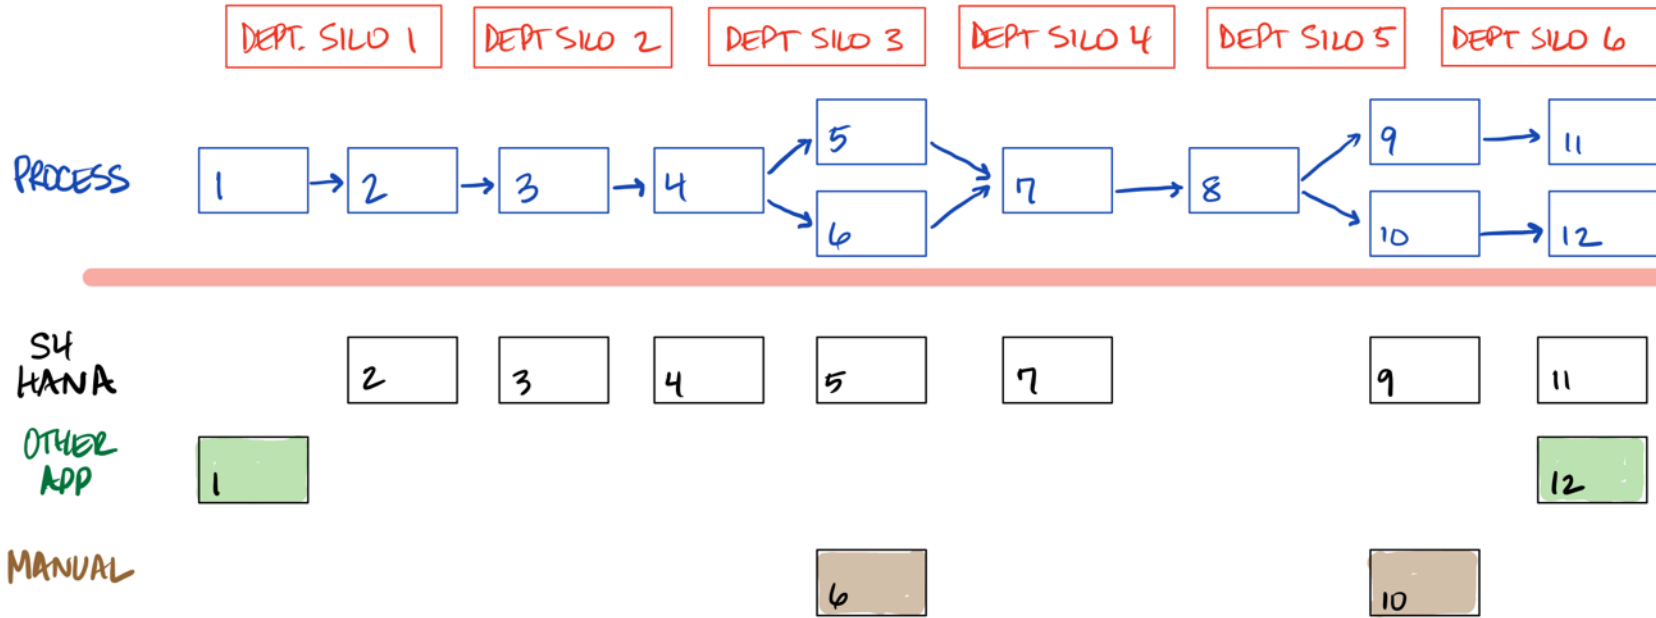 DEPT. SILO 1
DEPT SILO 2
DEPT SILO 3
DEPT SILO 4
DEPT SILO 5
DEPT SILO 6
PROCESS
1
2
3
4
5
6
7
8
9
10
11
12
S4
HANA
2
3
4
5
7
9
11
OTHER
APP
1
12
MANUAL
6
10